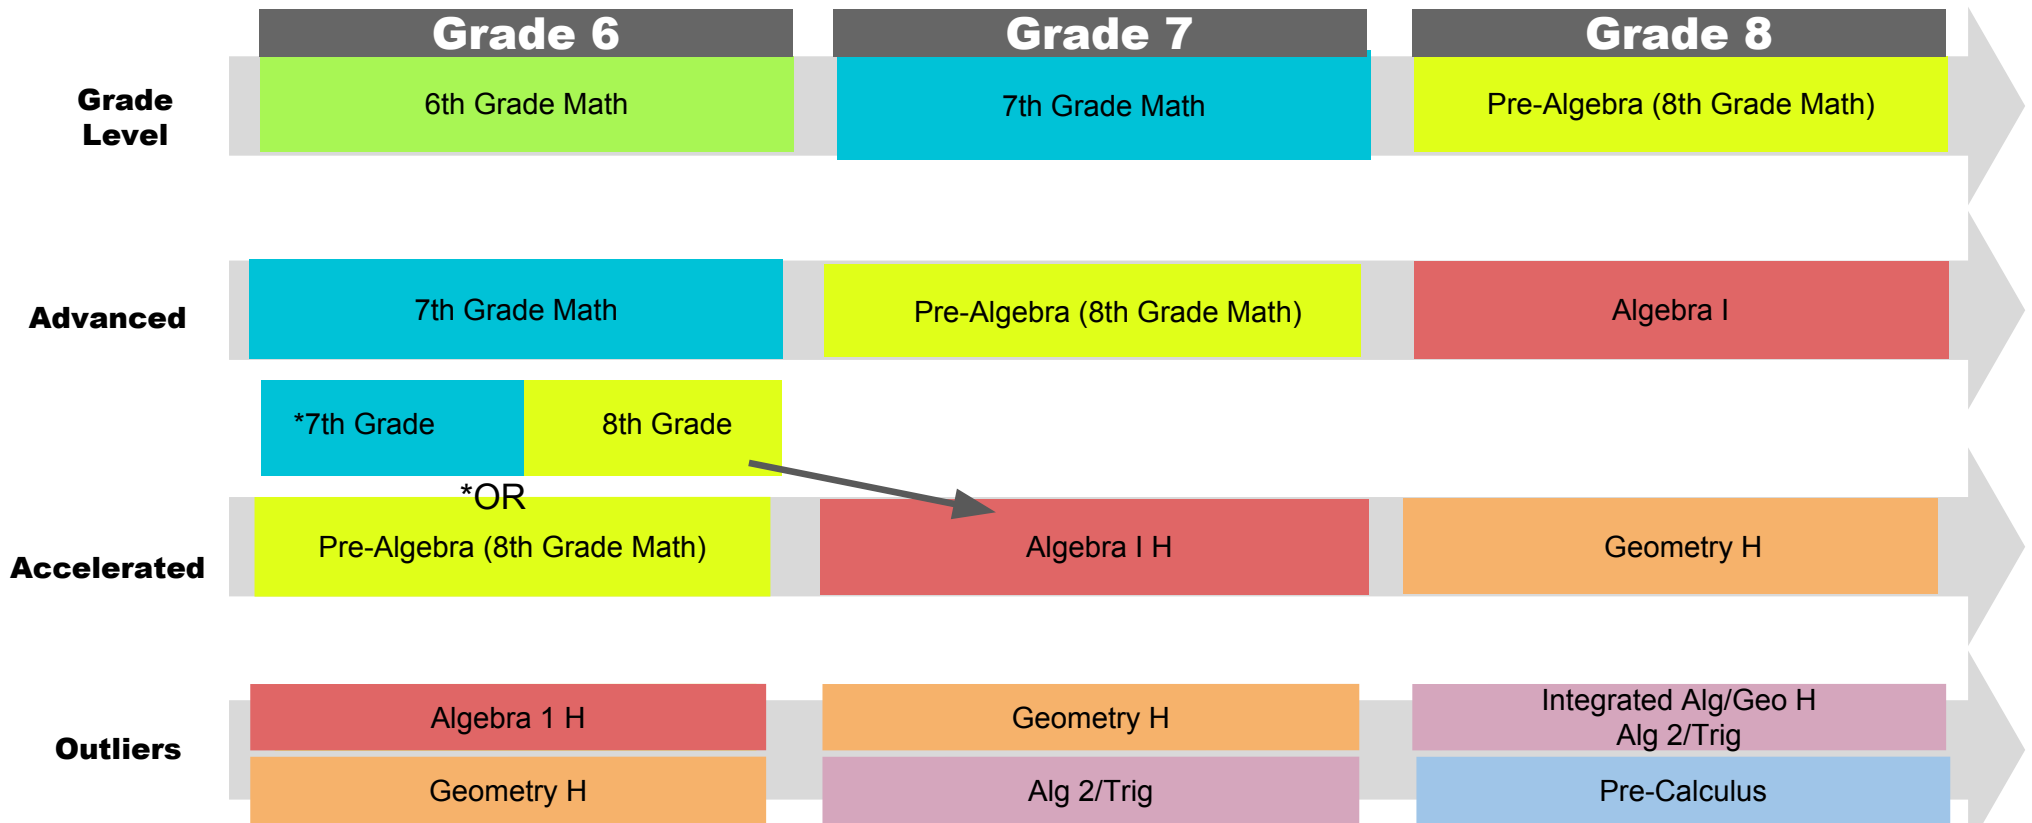 Grade 6
Grade 7
Grade 8
Grade
Level
6th Grade Math
7th Grade Math
Pre-Algebra (8th Grade Math)
Advanced
7th Grade Math
Pre-Algebra (8th Grade Math)
Algebra I
*7th Grade
8th Grade
*OR
Accelerated
Pre-Algebra (8th Grade Math)
Algebra I H
Geometry H
Outliers
Algebra 1 H
Geometry H
Integrated Alg/Geo H
Alg 2/Trig
Geometry H
Alg 2/Trig
Pre-Calculus